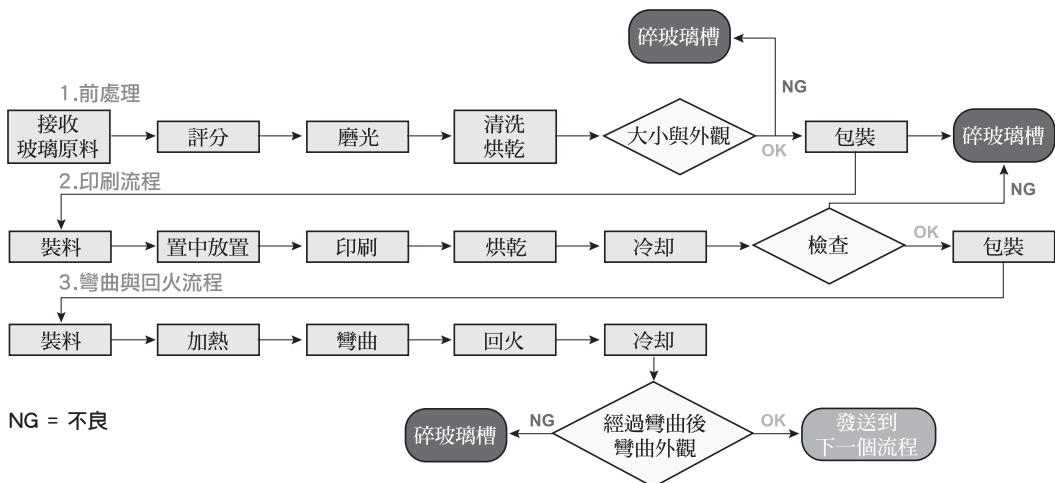 碎玻璃槽
NG
1.前處理
接收
玻璃原料
評分
磨光
清洗
烘乾
大小與外觀
OK
包裝
碎玻璃槽
2.印刷流程
NG
裝料
置中放置
印刷
烘乾
冷却
檢查
OK
包裝
3.彎曲與回火流程
裝料
加熱
彎曲
回火
冷却
NG = 不良
碎玻璃槽
NG
經過彎曲後
彎曲外觀
OK
發送到
下一個流程